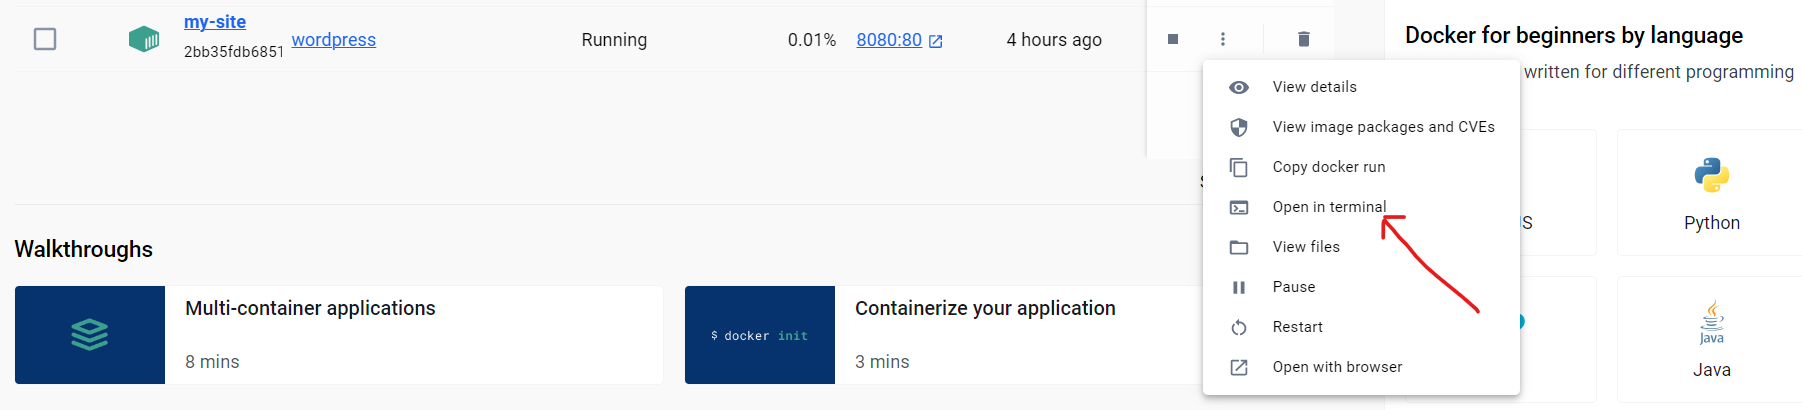 my-site
2bb35fdb6851
wordpress
Running
0.01%
8080:80
4 hours ago
Docker for beginners by language
written for different programming
View details
View image packages and CVEs
Copy docker run
Open in terminal
View files
Pause
Restart
Open with browser
S
JS
Python
Java
Java
Walkthroughs
Multi-container applications
8 mins
$ docker init
Containerize your application
3 mins